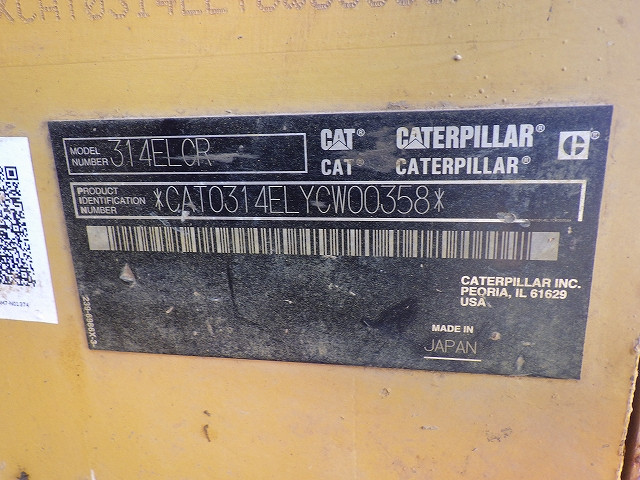 MODEL
NUMBER 314ELCR
CAT® CATERPILLAR®
CAT® CATERPILLAR®
PRODUCT
IDENTIFICATION
NUMBER *CAT0314ELYCW00358*
CATERPILLAR INC.
PEORIA, IL 61629
USA
MADE IN
JAPAN